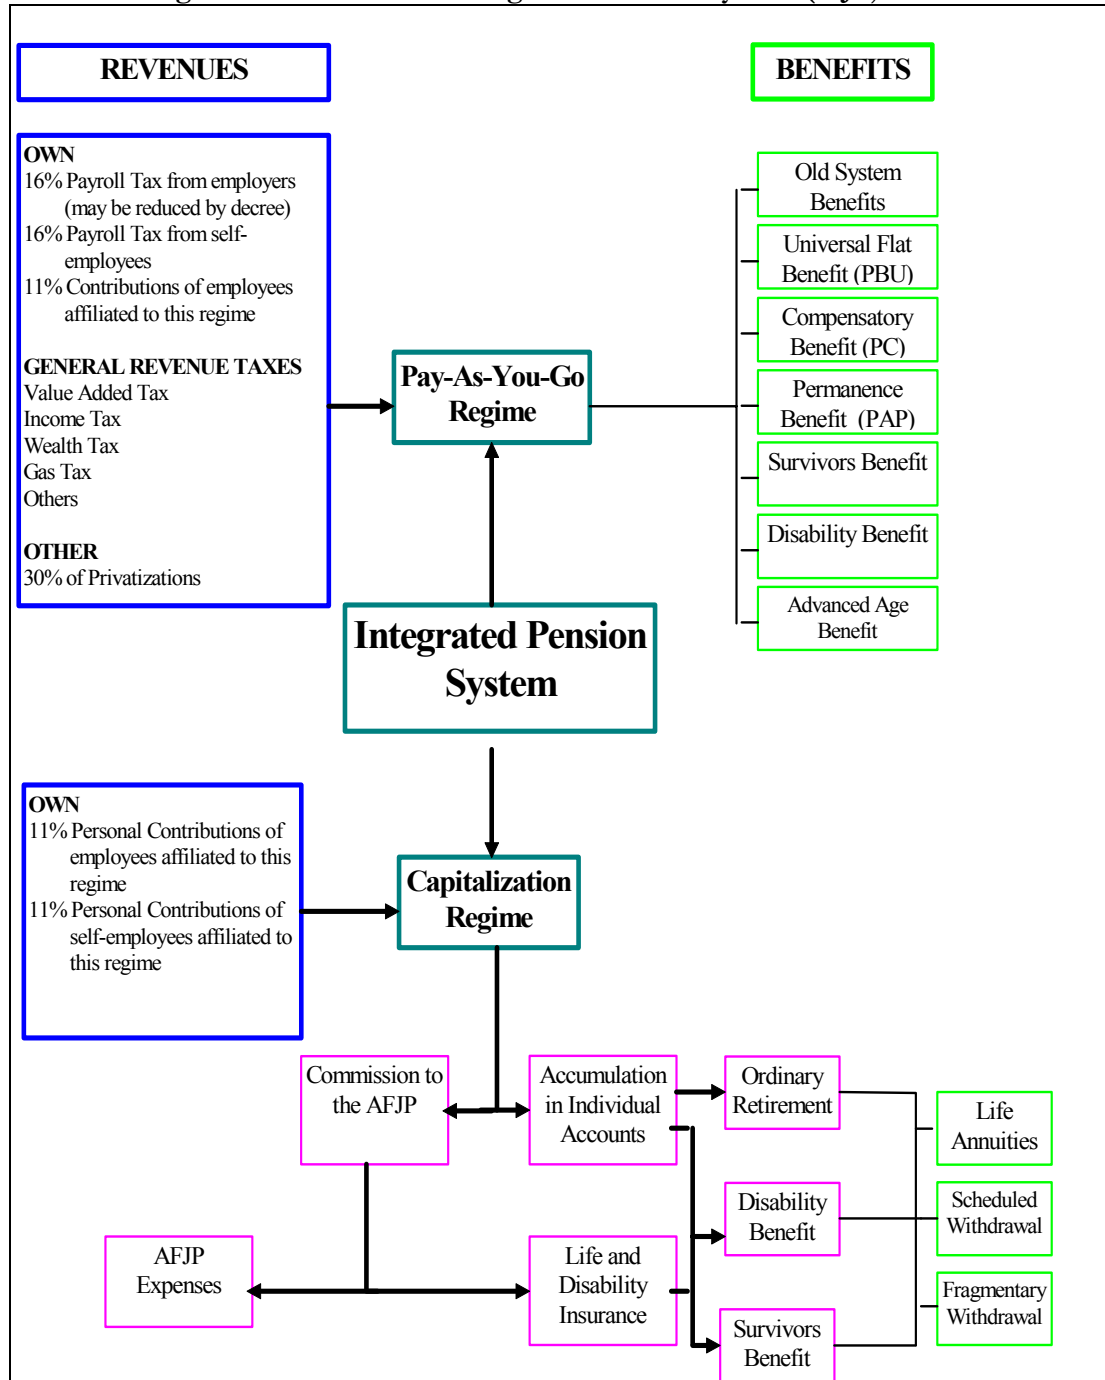 REVENUES
BENEFITS
OWN
16% Payroll Tax from employers
(may be reduced by decree)
16% Payroll Tax from self-
employees
11% Contributions of employees
affiliated to this regime
GENERAL REVENUE TAXES
Value Added Tax
Income Tax
Wealth Tax
Gas Tax
Others
OTHER
30% of Privatizations
Pay-As-You-Go
Regime
Old System
Benefits
Universal Flat
Benefit (PBU)
Compensatory
Benefit (PC)
Permanence
Benefit (PAP)
Survivors Benefit
Disability Benefit
Advanced Age
Benefit
Integrated Pension
System
OWN
11% Personal Contributions of
employees affiliated to this
regime
11% Personal Contributions of
self-employees affiliated to
this regime
Capitalization
Regime
Commission to
the AFJP
Accumulation
in Individual
Accounts
Ordinary
Retirement
Life
Annuities
Disability
Benefit
Scheduled
Withdrawal
AFJP
Expenses
Life and
Disability
Insurance
Survivors
Benefit
Fragmentary
Withdrawal